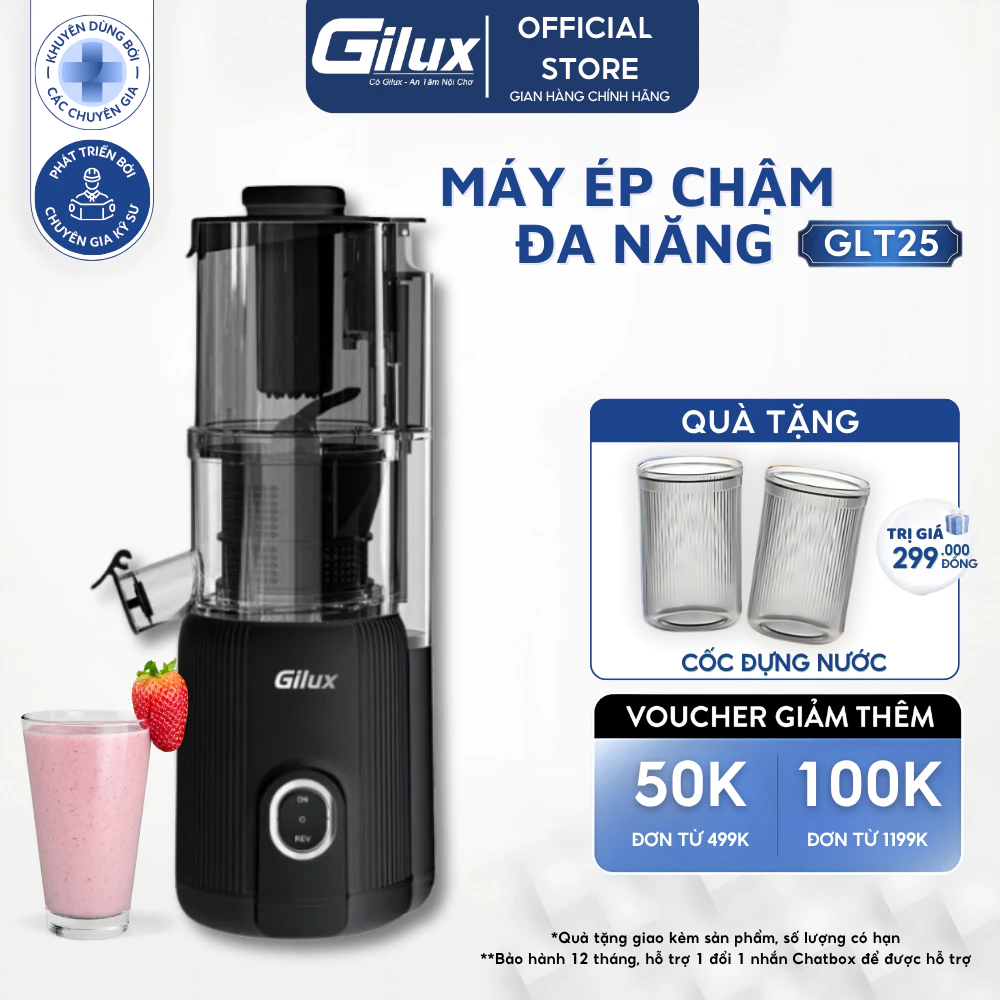 KHUYÊN DÙNG BỞI
CÁC CHUYÊN GIA
PHÁT TRIỂN BỞI
CHUYÊN GIA KỸ SƯ
Gilux
Có Gilux - An Tâm Nội Chợ
OFFICIAL
STORE
GIAN HÀNG CHÍNH HÃNG
MÁY ÉP CHẬM
ĐA NĂNG
GLT25
QUÀ TẶNG
TRỊ GIÁ
299.000
ĐỒNG
CỐC ĐỰNG NƯỚC
VOUCHER GIẢM THÊM
50K
ĐƠN TỪ 499K
100K
ĐƠN TỪ 1199K
Gilux
ON
O
REV
*Quà tặng giao kèm sản phẩm, số lượng có hạn
**Bảo hành 12 tháng, hỗ trợ 1 đổi 1 nhắn Chatbox để được hỗ trợ